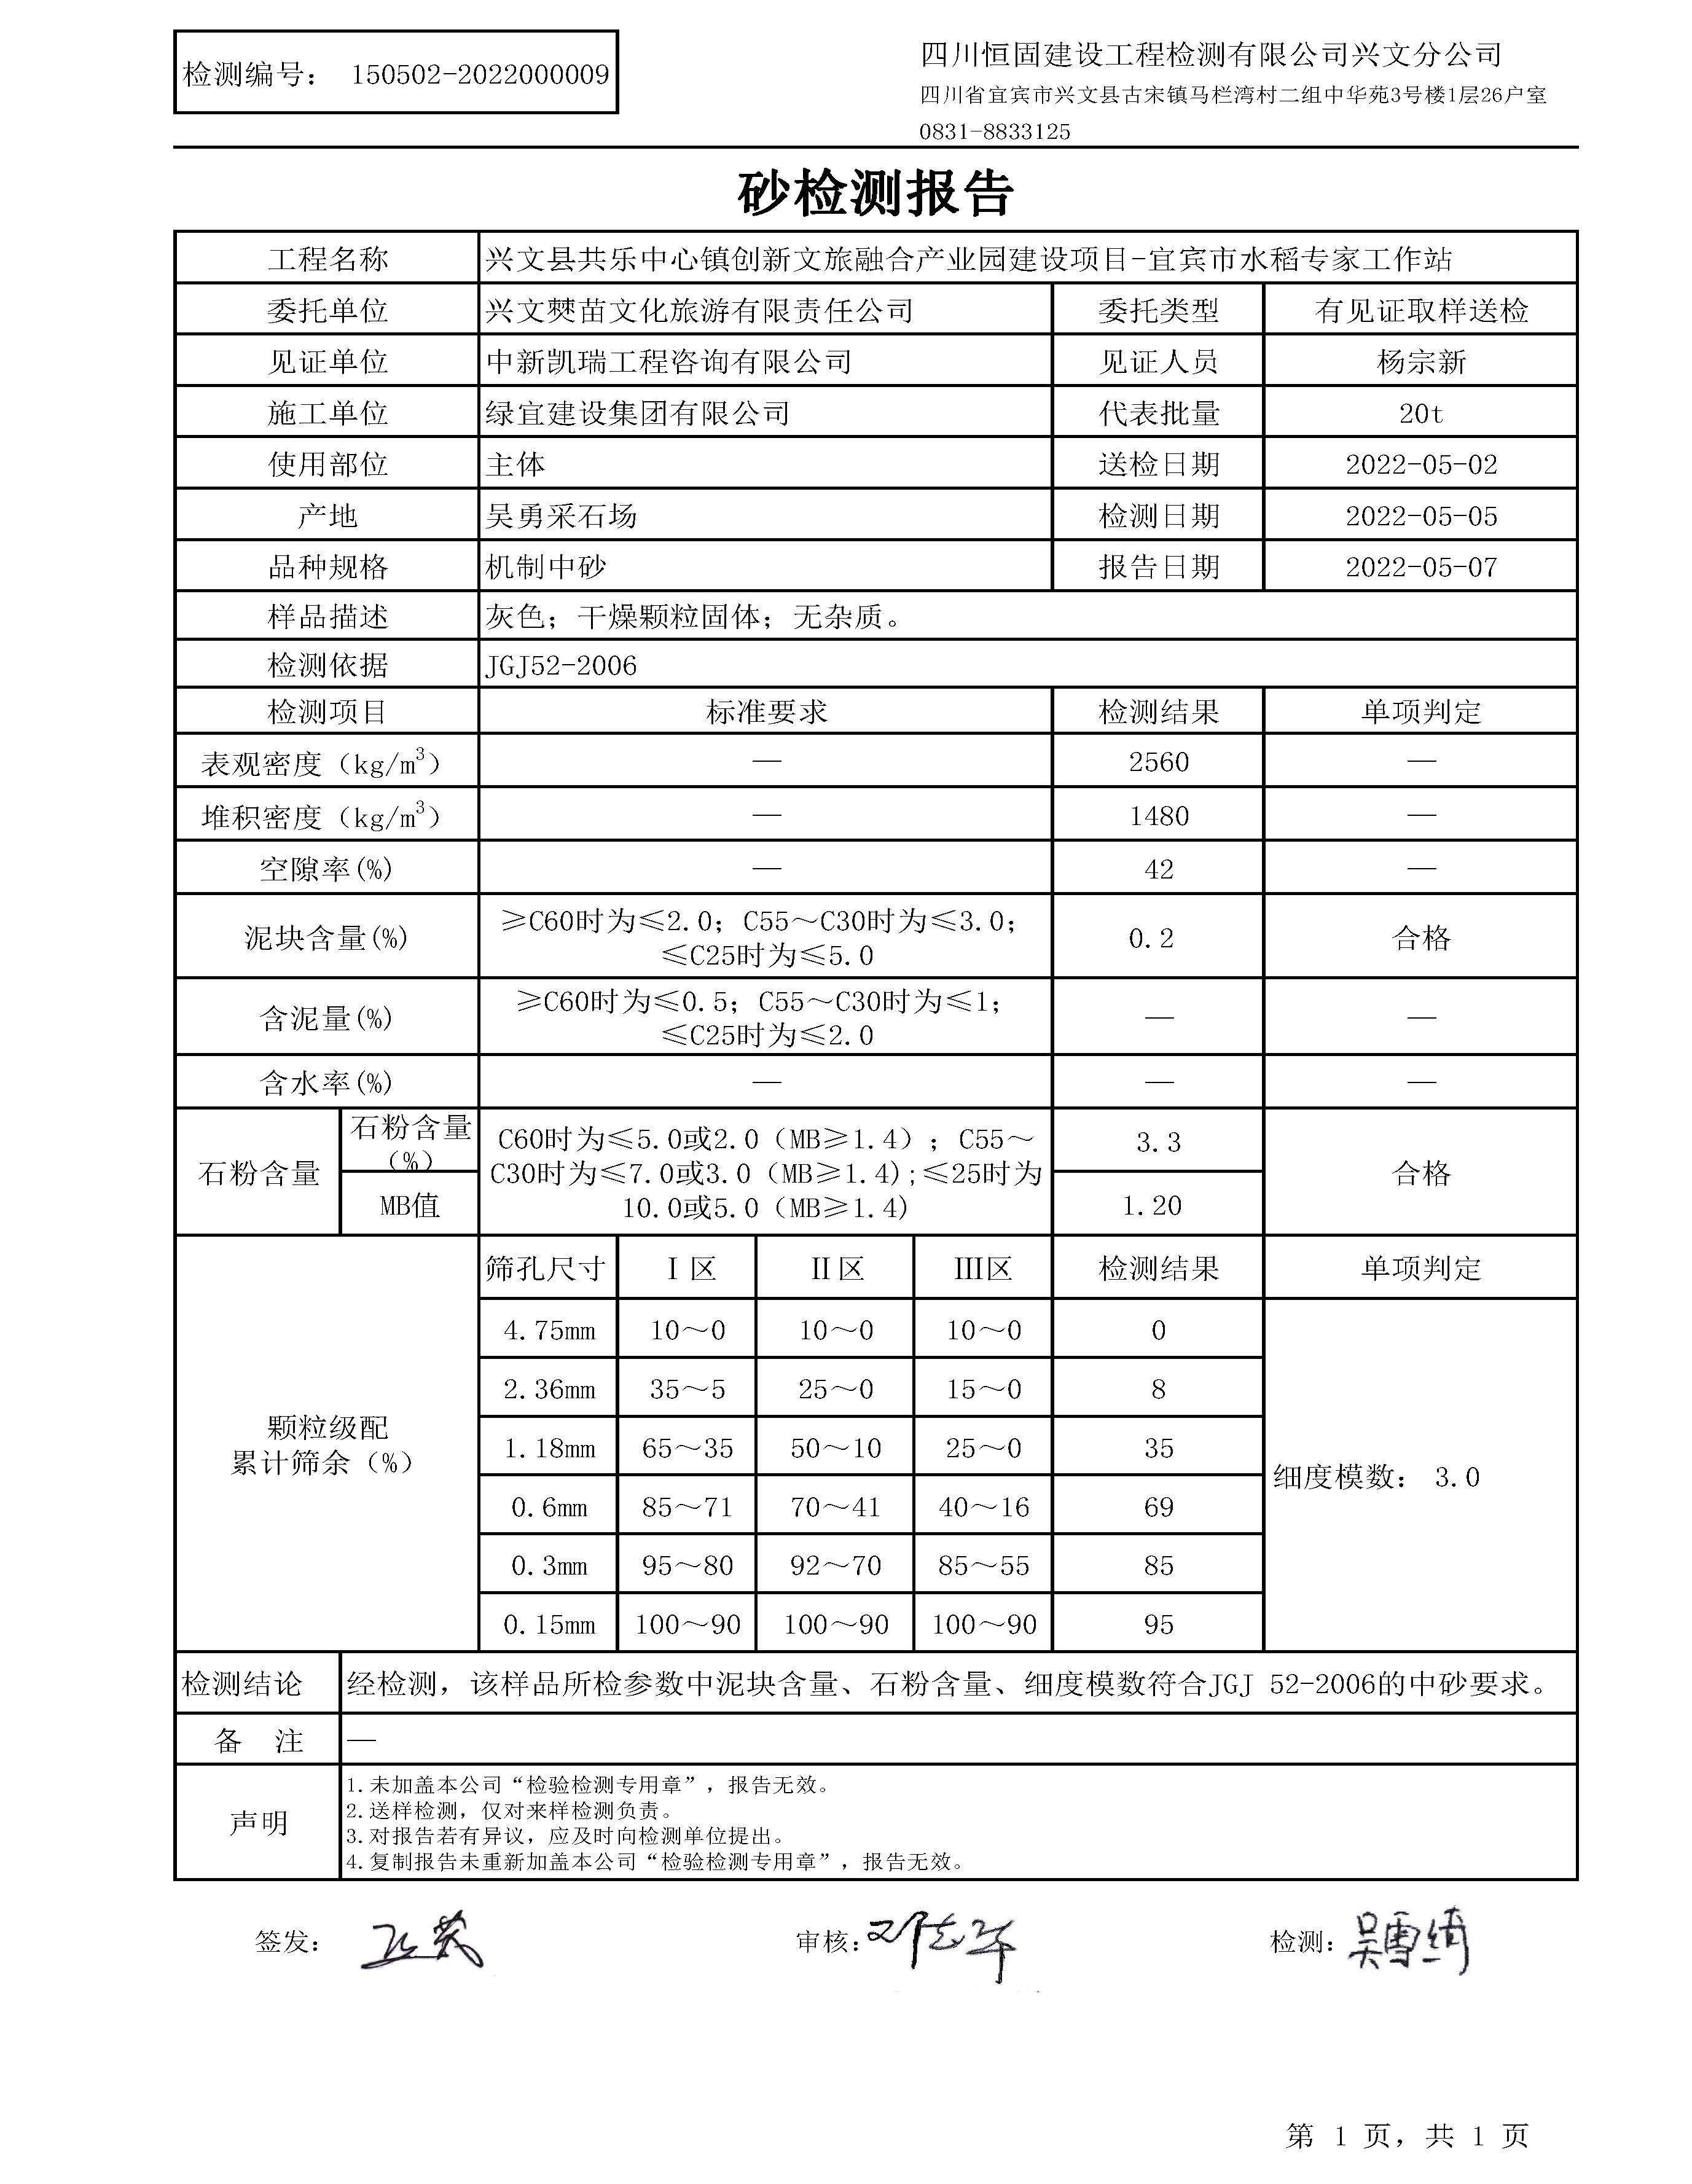 检测编号： 150502-2022000009
四川恒固建设工程检测有限公司兴文分公司
四川省宜宾市兴文县古宋镇马栏湾村二组中华苑3号楼1层26户室
0831-8833125
砂检测报告
工程名称 兴文县共乐中心镇创新文旅融合产业园建设项目-宜宾市水稻专家工作站
委托单位 兴文僰苗文化旅游有限责任公司 委托类型 有见证取样送检
见证单位 中新凯瑞工程咨询有限公司 见证人员 杨宗新
施工单位 绿宜建设集团有限公司 代表批量 20t
使用部位 主体 送检日期 2022-05-02
产地 吴勇采石场 检测日期 2022-05-05
品种规格 机制中砂 报告日期 2022-05-07
样品描述 灰色；干燥颗粒固体；无杂质。
检测依据 JGJ52-2006
检测项目 标准要求 检测结果 单项判定
表观密度（kg/m³） — 2560 —
堆积密度（kg/m³） — 1480 —
空隙率(%) — 42 —
泥块含量(%) ≥C60时为≤2.0；C55～C30时为≤3.0；
≤C25时为≤5.0 0.2 合格
含泥量(%) ≥C60时为≤0.5；C55～C30时为≤1；
≤C25时为≤2.0 — —
含水率(%) — — —
石粉含量 石粉含量
（%） C60时为≤5.0或2.0（MB≥1.4）；C55～
C30时为≤7.0或3.0（MB≥1.4);≤25时为
10.0或5.0（MB≥1.4) 3.3 合格
MB值 1.20
颗粒级配
累计筛余（%）
筛孔尺寸 Ⅰ区 Ⅱ区 Ⅲ区 检测结果 单项判定
4.75mm 10～0 10～0 10～0 0
2.36mm 35～5 25～0 15～0 8
1.18mm 65～35 50～10 25～0 35
细度模数： 3.0
0.6mm 85～71 70～41 40～16 69
0.3mm 95～80 92～70 85～55 85
0.15mm 100～90 100～90 100～90 95
检测结论 经检测，该样品所检参数中泥块含量、石粉含量、细度模数符合JGJ 52-2006的中砂要求。
备 注 —
声明
1.未加盖本公司“检验检测专用章”，报告无效。
2.送样检测，仅对来样检测负责。
3.对报告若有异议，应及时向检测单位提出。
4.复制报告未重新加盖本公司“检验检测专用章”，报告无效。
签发： 审核： 邓志华 检测： 吴雪绮
第 1 页，共 1 页